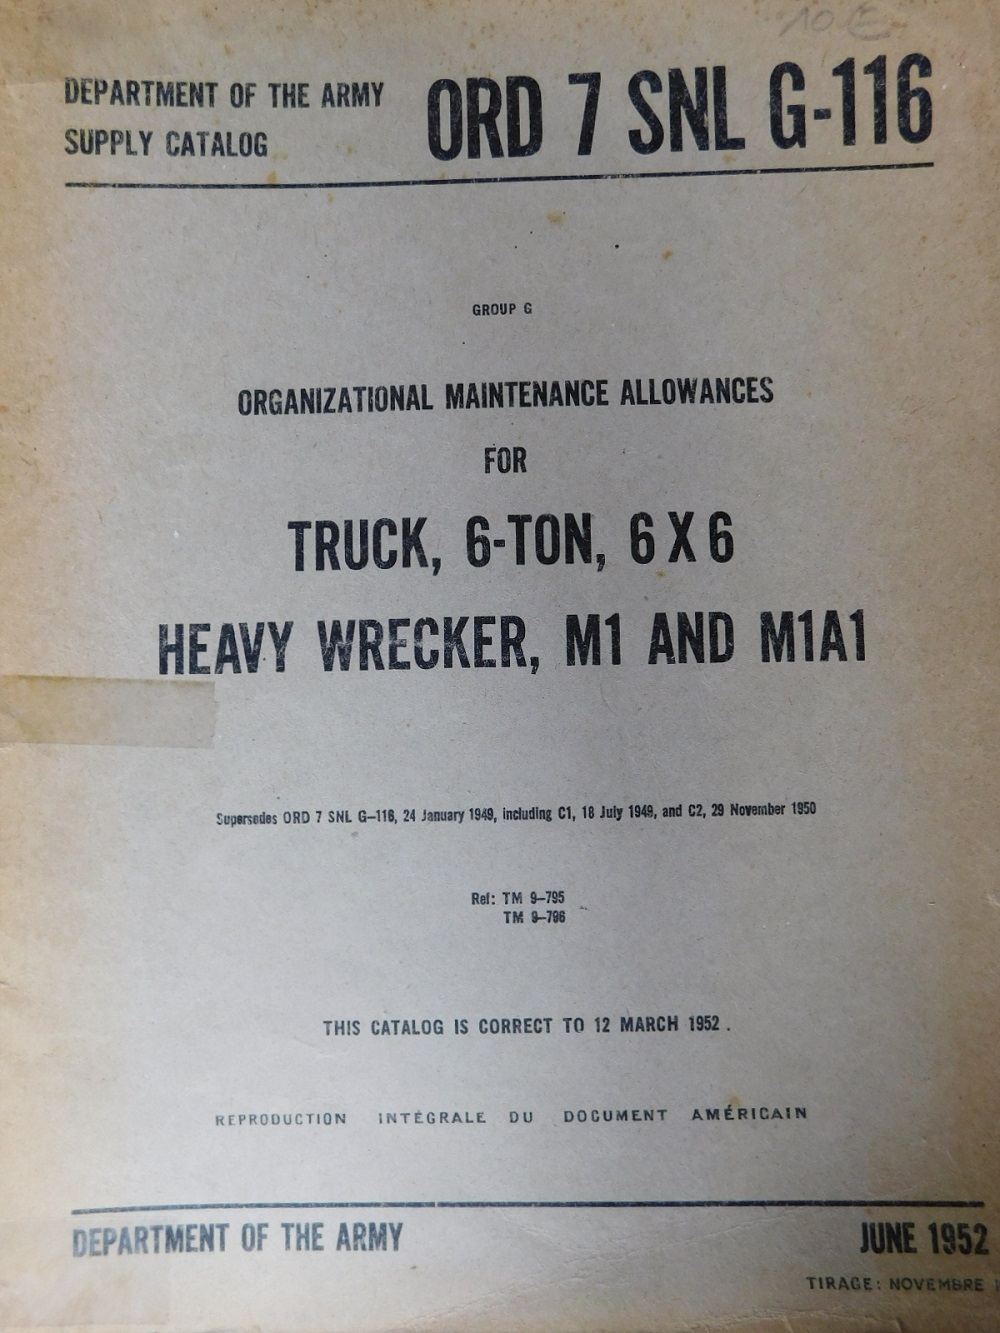 10 E
DEPARTMENT OF THE ARMY
SUPPLY CATALOG
ORD 7 SNL G-116
GROUP G
ORGANIZATIONAL MAINTENANCE ALLOWANCES
FOR
TRUCK, 6-TON, 6 X 6
HEAVY WRECKER, M1 AND M1A1
Supersedes ORD 7 SNL G–116, 24 January 1949, including C1, 18 July 1949, and C2, 29 November 1950
Ref: TM 9–795
TM 9–796
THIS CATALOG IS CORRECT TO 12 MARCH 1952 .
REPRODUCTION INTÉGRALE DU DOCUMENT AMÉRICAIN
DEPARTMENT OF THE ARMY
JUNE 1952
TIRAGE: NOVEMBRE